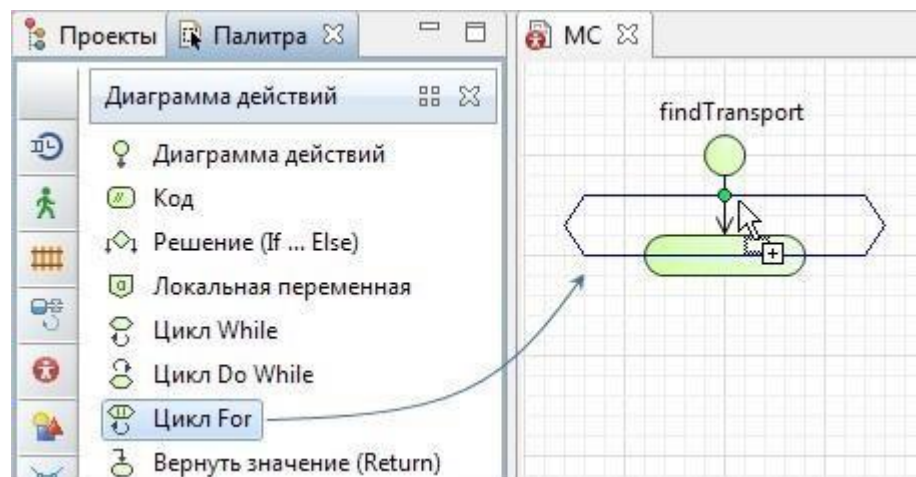 Проекты
Палитра
MC
Диаграмма действий
findTransport
Диаграмма действий
Код
Решение (If ... Else)
Локальная переменная
Цикл While
Цикл Do While
Цикл For
Вернуть значение (Return)